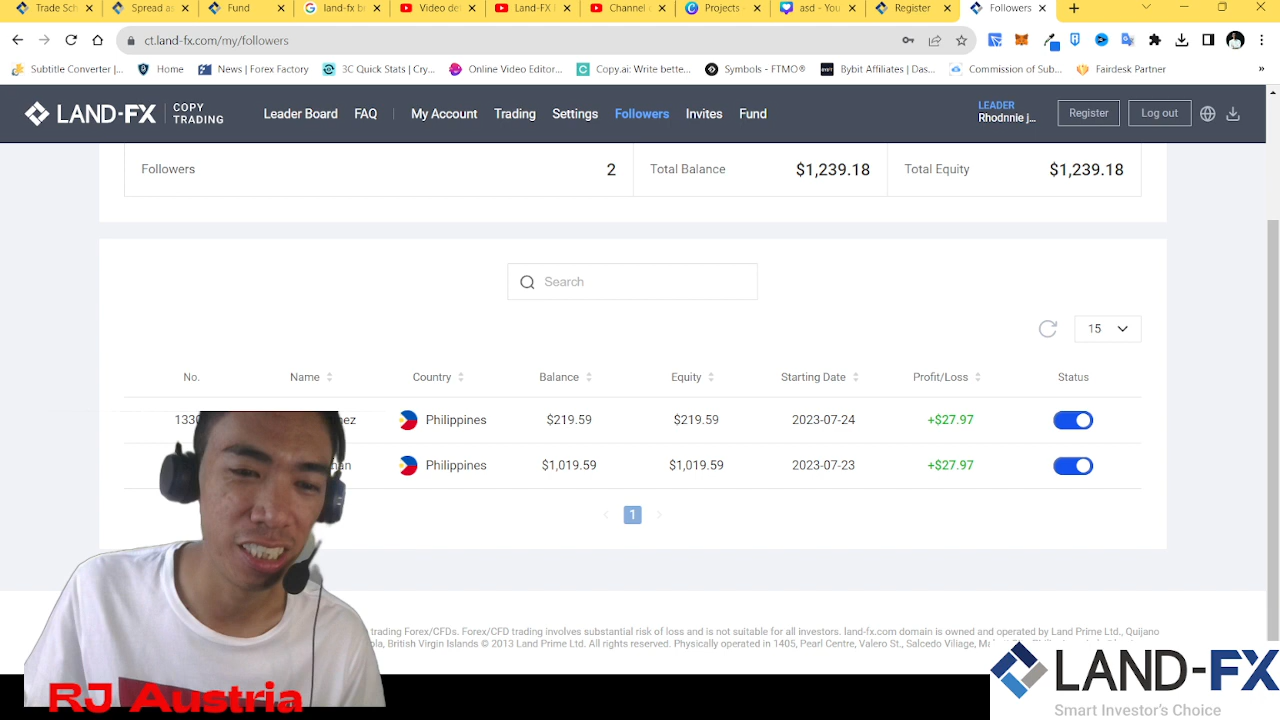 Trade Sch
Spread as
Fund
land-fx be
Video de
Land-FX
Channel
Projects -
asd - You
Register
Followers
ct.land-fx.com/my/followers
Subtitle Converter |...
Home
News | Forex Factory
3C Quick Stats | Cry...
Online Video Editor...
Copy.ai: Write bette...
Symbols - FTMO®
Bybit Affiliates | Das...
Commission of Sub...
Fairdesk Partner
»
LAND-FX COPY TRADING
Leader Board
FAQ
My Account
Trading
Settings
Followers
Invites
Fund
LEADER
Rhodnnie j...
Register
Log out
Followers 2
Total Balance $1,239.18
Total Equity $1,239.18
Search
15
No. Name Country Balance Equity Starting Date Profit/Loss Status
1330 ez Philippines $219.59 $219.59 2023-07-24 +$27.97
an Philippines $1,019.59 $1,019.59 2023-07-23 +$27.97
1
trading Forex/CFDs. Forex/CFD trading involves substantial risk of loss and is not suitable for all investors. land-fx.com domain is owned and operated by Land Prime Ltd., Quijano
ola, British Virgin Islands © 2013 Land Prime Ltd. All rights reserved. Physically operated in 1405, Pearl Centre, Valero St., Salcedo Village,
RJ Austria
LAND-FX
Smart Investor's Choice